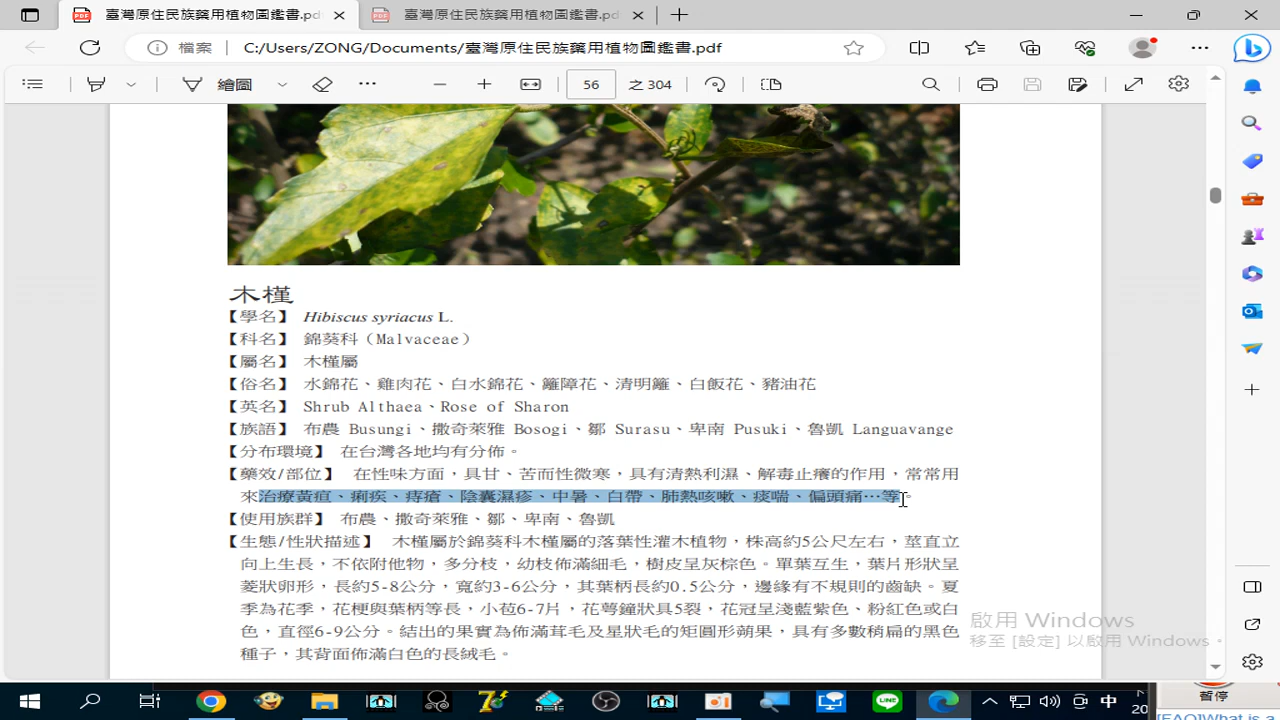 臺灣原住民族藥用植物圖鑑書.pdf
臺灣原住民族藥用植物圖鑑書.pdf
檔案 C:/Users/ZONG/Documents/臺灣原住民族藥用植物圖鑑書.pdf
繪圖 56 之 304
木槿
【學名】 Hibiscus syriacus L.
【科名】 錦葵科（Malvaceae）
【屬名】 木槿屬
【俗名】 水錦花、雞肉花、白水錦花、籬障花、清明籬、白飯花、豬油花
【英名】 Shrub Althaea、Rose of Sharon
【族語】 布農 Busungi、撒奇萊雅 Bosogi、鄒 Surasu、卑南 Pusuki、魯凱 Languavange
【分布環境】 在台灣各地均有分佈。
【藥效/部位】 在性味方面，具甘、苦而性微寒，具有清熱利濕、解毒止癢的作用，常常用
來治療黃疸、痢疾、痔瘡、陰囊濕疹、中暑、白帶、肺熱咳嗽、痰喘、偏頭痛…等。
【使用族群】 布農、撒奇萊雅、鄒、卑南、魯凱
【生態/性狀描述】 木槿屬於錦葵科木槿屬的落葉性灌木植物，株高約5公尺左右，莖直立
向上生長，不依附他物，多分枝，幼枝佈滿細毛，樹皮呈灰棕色。單葉互生，葉片形狀呈
菱狀卵形，長約5-8公分，寬約3-6公分，其葉柄長約0.5公分，邊緣有不規則的齒缺。夏
季為花季，花梗與葉柄等長，小苞6-7片，花萼鐘狀具5裂，花冠呈淺藍紫色、粉紅色或白
色，直徑6-9公分。結出的果實為佈滿茸毛及星狀毛的矩圓形蒴果，具有多數稍扁的黑色
種子，其背面佈滿白色的長絨毛。
啟用 Windows
移至 [設定] 以啟用 Windows。
LINE
中
20
暫停
[FAQ]What is a